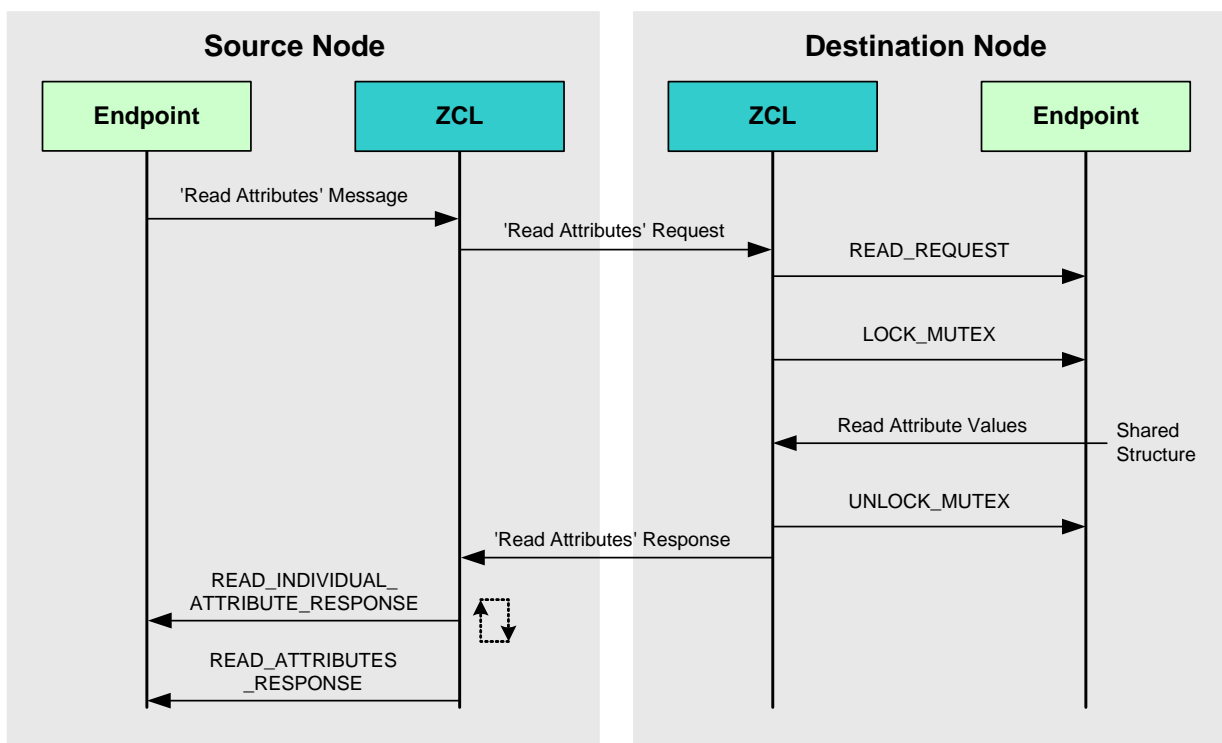 Source Node
Destination Node
Endpoint
ZCL
ZCL
Endpoint
'Read Attributes' Message
'Read Attributes' Request
READ_REQUEST
LOCK_MUTEX
Read Attribute Values
Shared
Structure
UNLOCK_MUTEX
'Read Attributes' Response
READ_INDIVIDUAL_
ATTRIBUTE_RESPONSE
READ_ATTRIBUTES
_RESPONSE